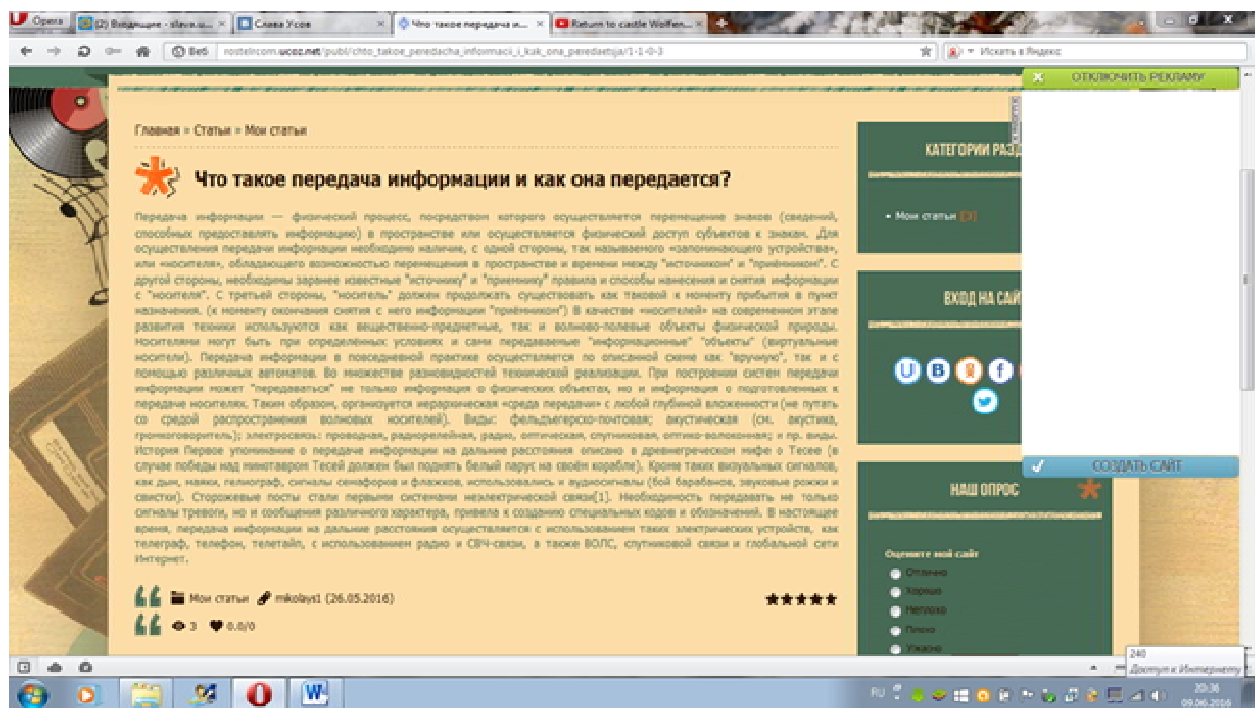 Opera
(2) Входящие - slava.u...
Слава Усов
Что такое передача и...
Return to castle Wolfen...
Веб
rostelecom.ucoz.net/publ/chto_takoe_peredacha_informacii_i_kak_ona_peredaetsja/1-1-0-3
Искать в Яндекс
ОТКЛЮЧИТЬ РЕКЛАМУ
Главная » Статьи » Мои статьи
Что такое передача информации и как она передается?
Передача информации — физический процесс, посредством которого осуществляется перемещение знаков (сведений,
способных предоставлять информацию) в пространстве или осуществляется физический доступ субъектов к знакам. Для
осуществления передачи информации необходимо наличие, с одной стороны, так называемого «запоминающего устройства»,
или «носителя», обладающего возможностью перемещения в пространстве и времени между "источником" и "приёмником". С
другой стороны, необходимы заранее известные "источнику" и "приемнику" правила и способы нанесения и снятия информации
с "носителя". С третьей стороны, "носитель" должен продолжать существовать как таковой к моменту прибытия в пункт
назначения. (к моменту окончания снятия с него информации "приёмником") В качестве «носителей» на современном этапе
развития техники используются как вещественно-предметные, так и волново-полевые объекты физической природы.
Носителями могут быть при определённых условиях и сами передаваемые "информационные" "объекты" (виртуальные
носители). Передача информации в повседневной практике осуществляется по описанной схеме как "вручную", так и с
помощью различных автоматов. Во множестве разновидностей технической реализации. При построении систем передачи
информации может "передаваться" не только информация о физических объектах, но и информация о подготовленных к
передаче носителях. Таким образом, организуется иерархическая «среда передачи» с любой глубиной вложенности (не путать
со средой распространения волновых носителей). Виды: фельдъегерско-почтовая; акустическая (см. акустика,
громкоговоритель); электросвязь: проводная, радиорелейная, радио, оптическая, спутниковая, оптико-волоконная; и пр. виды.
История Первое упоминание о передаче информации на дальние расстояния описано в древнегреческом мифе о Тесее (в
случае победы над минотавром Тесей должен был поднять белый парус на своём корабле). Кроме таких визуальных сигналов,
как дым, маяки, гелиограф, сигналы семафоров и флажков, использовались и аудиосигналы (бой барабанов, звуковые рожки и
свистки). Сторожевые посты стали первыми системами неэлектрической связи[1]. Необходимость передавать не только
сигналы тревоги, но и сообщения различного характера, привела к созданию специальных кодов и обозначений. В настоящее
время, передача информации на дальние расстояния осуществляется с использованием таких электрических устройств, как
телеграф, телефон, телетайп, с использованием радио и СВЧ-связи, а также ВОЛС, спутниковой связи и глобальной сети
Интернет.
Мои статьи mikolays1 (26.05.2016)
3 0.0/0
КАТЕГОРИИ РАЗД
Мои статьи [3]
ВХОД НА САЙ
СОЗДАТЬ САЙТ
НАШ ОПРОС
Оцените мой сайт
Отлично
Хорошо
Неплохо
Плохо
Ужасно
240
Доступ к Интернету
RU
20:36
09.06.2016